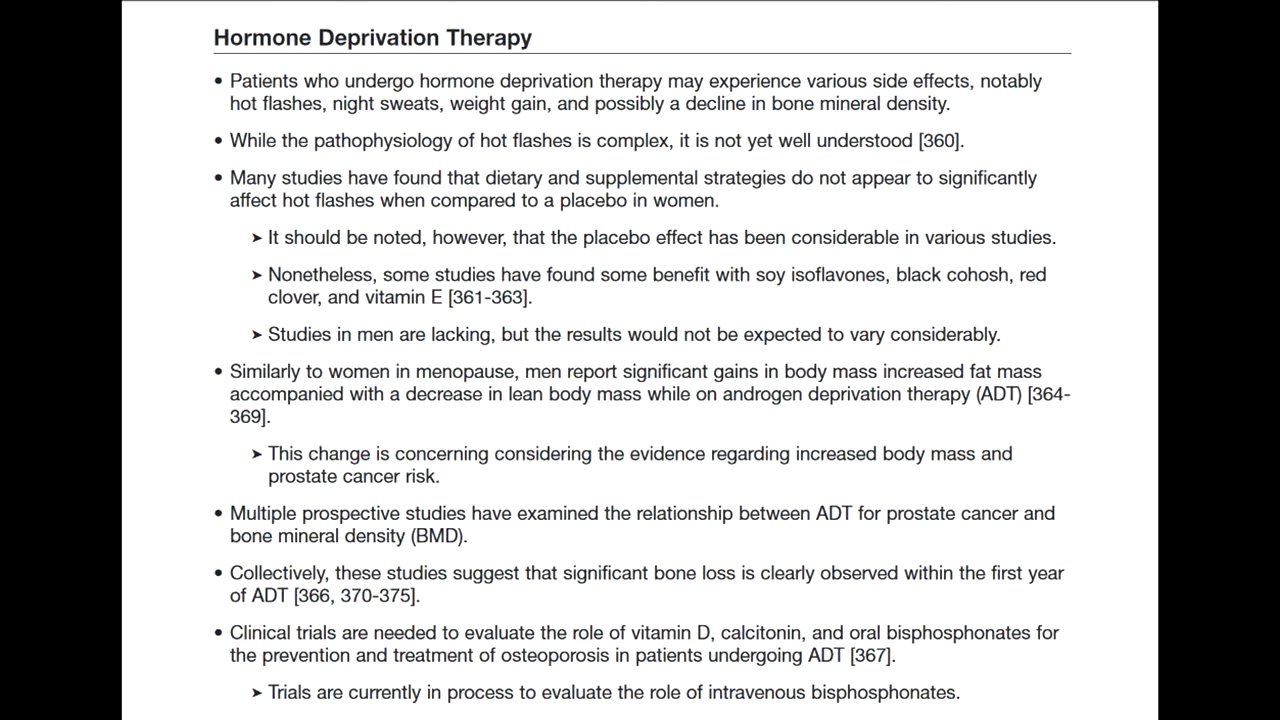 Hormone Deprivation Therapy
• Patients who undergo hormone deprivation therapy may experience various side effects, notably
hot flashes, night sweats, weight gain, and possibly a decline in bone mineral density.
• While the pathophysiology of hot flashes is complex, it is not yet well understood [360].
• Many studies have found that dietary and supplemental strategies do not appear to significantly
affect hot flashes when compared to a placebo in women.
➤ It should be noted, however, that the placebo effect has been considerable in various studies.
➤ Nonetheless, some studies have found some benefit with soy isoflavones, black cohosh, red
clover, and vitamin E [361-363].
➤ Studies in men are lacking, but the results would not be expected to vary considerably.
• Similarly to women in menopause, men report significant gains in body mass increased fat mass
accompanied with a decrease in lean body mass while on androgen deprivation therapy (ADT) [364-
369].
➤ This change is concerning considering the evidence regarding increased body mass and
prostate cancer risk.
• Multiple prospective studies have examined the relationship between ADT for prostate cancer and
bone mineral density (BMD).
• Collectively, these studies suggest that significant bone loss is clearly observed within the first year
of ADT [366, 370-375].
• Clinical trials are needed to evaluate the role of vitamin D, calcitonin, and oral bisphosphonates for
the prevention and treatment of osteoporosis in patients undergoing ADT [367].
➤ Trials are currently in process to evaluate the role of intravenous bisphosphonates.